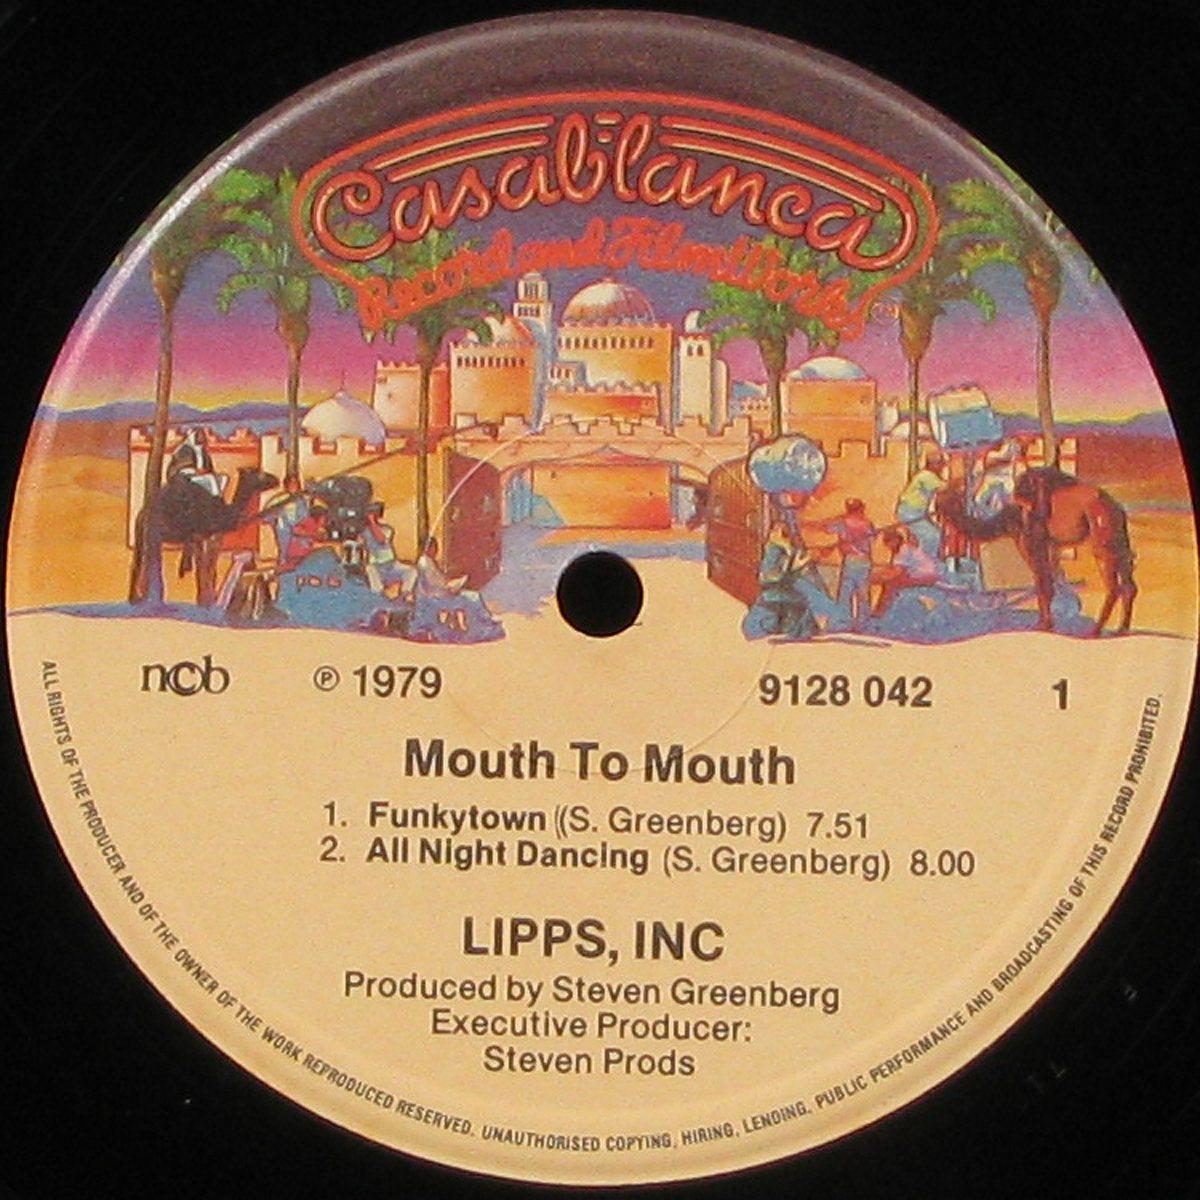 Casablanca
Record and FilmWorks
ncb ℗ 1979 9128 042 1
Mouth To Mouth
1. Funkytown ((S. Greenberg) 7.51
2. All Night Dancing (S. Greenberg) 8.00
LIPPS, INC
Produced by Steven Greenberg
Executive Producer:
Steven Prods
ALL RIGHTS OF THE PRODUCER AND OF THE OWNER OF THE WORK REPRODUCED RESERVED. UNAUTHORISED COPYING, HIRING, LENDING, PUBLIC PERFORMANCE AND BROADCASTING OF THIS RECORD PROHIBITED.